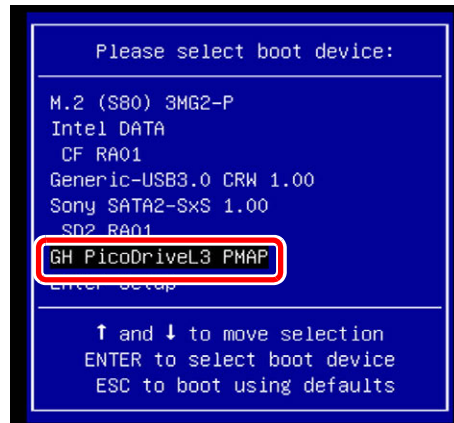 Please select boot device:
M.2 (S80) 3MG2-P
Intel DATA
CF RA01
Generic-USB3.0 CRW 1.00
Sony SATA2-SxS 1.00
SD2 RA01
GH PicoDriveL3 PMAP
Enter Setup
↑ and ↓ to move selection
ENTER to select boot device
ESC to boot using defaults